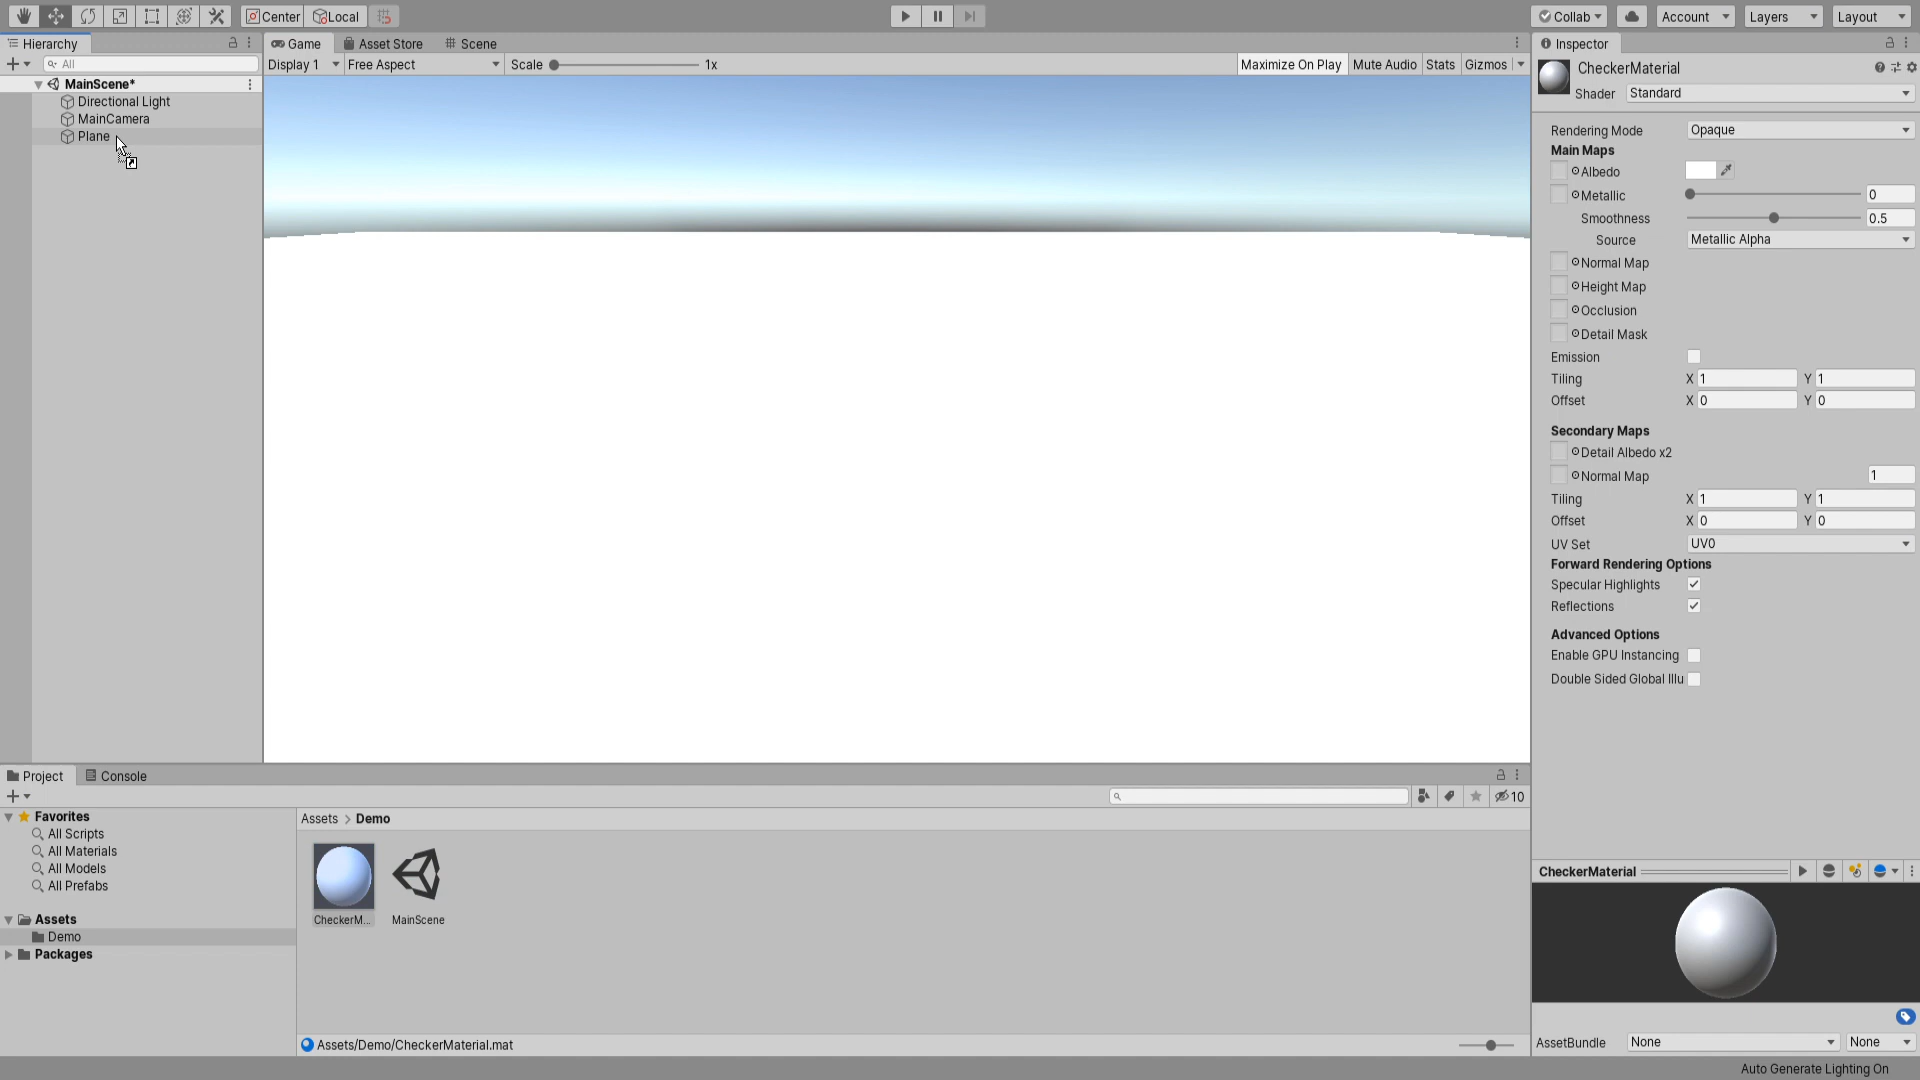 Center
Local
Collab
Account
Layers
Layout
Hierarchy
All
MainScene*
Directional Light
MainCamera
Plane
Game
Asset Store
Scene
Display 1
Free Aspect
Scale
1x
Maximize On Play
Mute Audio
Stats
Gizmos
Inspector
CheckerMaterial
Shader
Standard
Rendering Mode
Opaque
Main Maps
Albedo
Metallic
0
Smoothness
0.5
Source
Metallic Alpha
Normal Map
Height Map
Occlusion
Detail Mask
Emission
Tiling X 1 Y 1
Offset X 0 Y 0
Secondary Maps
Detail Albedo x2
Normal Map
1
Tiling X 1 Y 1
Offset X 0 Y 0
UV Set
UV0
Forward Rendering Options
Specular Highlights
Reflections
Advanced Options
Enable GPU Instancing
Double Sided Global Illu
Project
Console
10
Favorites
All Scripts
All Materials
All Models
All Prefabs
Assets
Demo
Packages
Assets > Demo
CheckerM...
MainScene
Assets/Demo/CheckerMaterial.mat
CheckerMaterial
AssetBundle
None
None
Auto Generate Lighting On